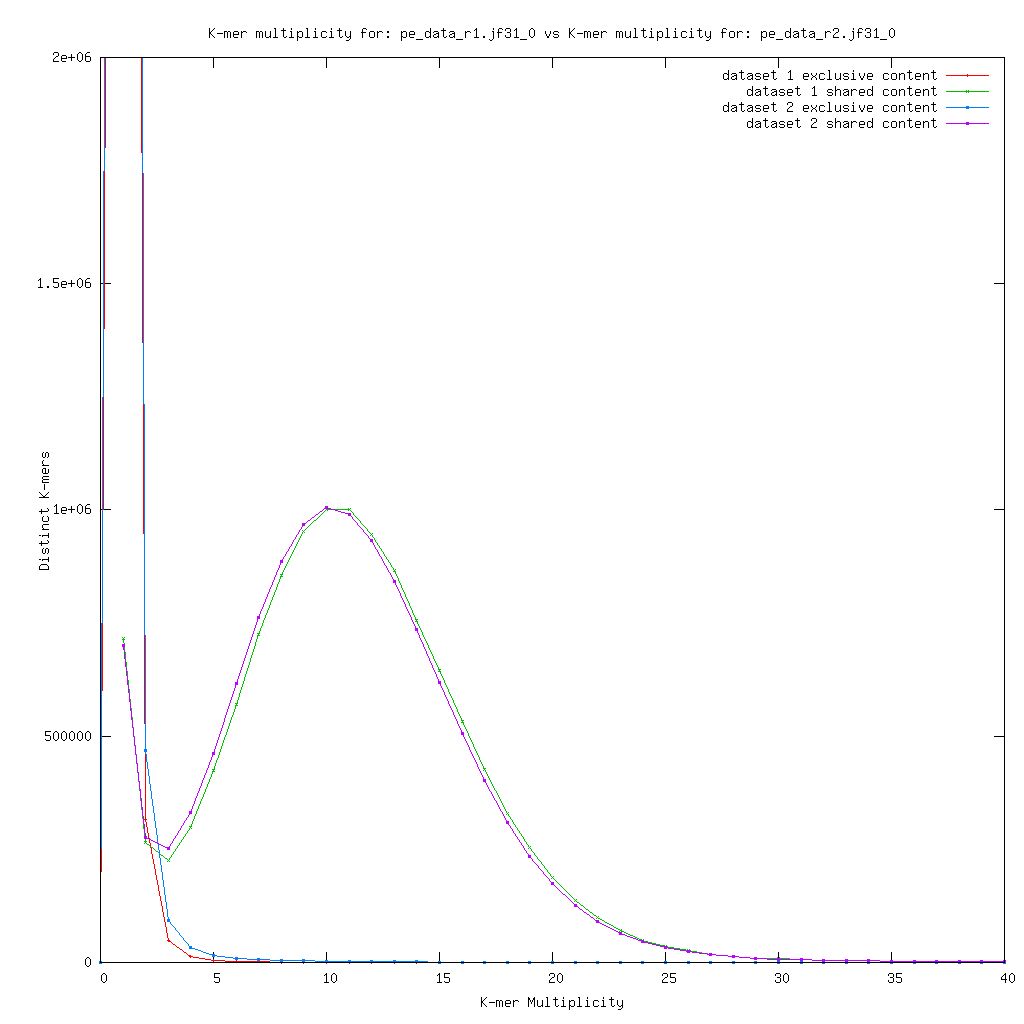 K-mer multiplicity for: pe_data_r1.jf31_0 vs K-mer multiplicity for: pe_data_r2.jf31_0
2e+06
dataset 1 exclusive content
dataset 1 shared content
dataset 2 exclusive content
dataset 2 shared content
1.5e+06
1e+06
Distinct K-mers
500000
0
0 5 10 15 20 25 30 35 40
K-mer Multiplicity